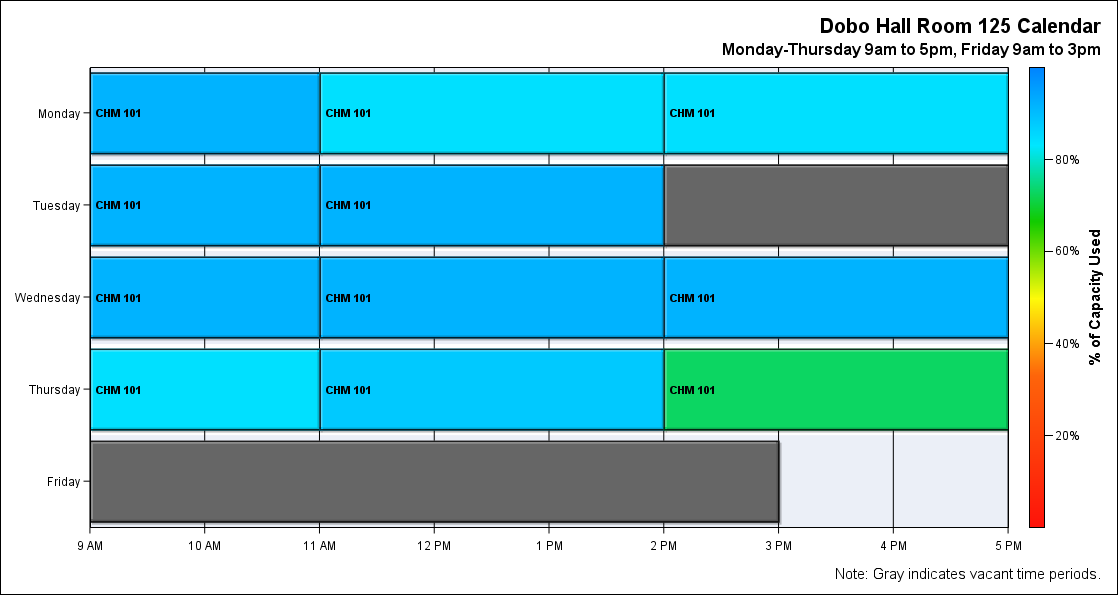 Dobo Hall Room 125 Calendar
Monday-Thursday 9am to 5pm, Friday 9am to 3pm
Monday
CHM 101
CHM 101
CHM 101
80%
Tuesday
CHM 101
CHM 101
60%
% of Capacity Used
Wednesday
CHM 101
CHM 101
CHM 101
40%
Thursday
CHM 101
CHM 101
CHM 101
20%
Friday
9 AM
10 AM
11 AM
12 PM
1 PM
2 PM
3 PM
4 PM
5 PM
Note: Gray indicates vacant time periods.